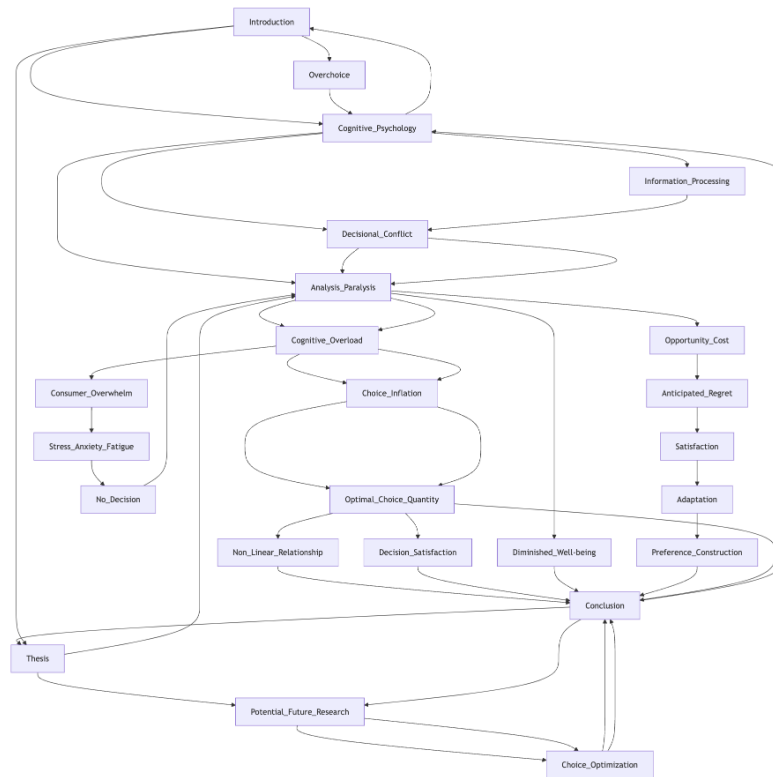 Introduction
Overchoice
Cognitive_Psychology
Information_Processing
Decisional_Conflict
Analysis_Paralysis
Cognitive_Overload
Opportunity_Cost
Consumer_Overwhelm
Choice_Inflation
Anticipated_Regret
Stress_Anxiety_Fatigue
Satisfaction
No_Decision
Optimal_Choice_Quantity
Adaptation
Non_Linear_Relationship
Decision_Satisfaction
Diminished_Well-being
Preference_Construction
Conclusion
Thesis
Potential_Future_Research
Choice_Optimization